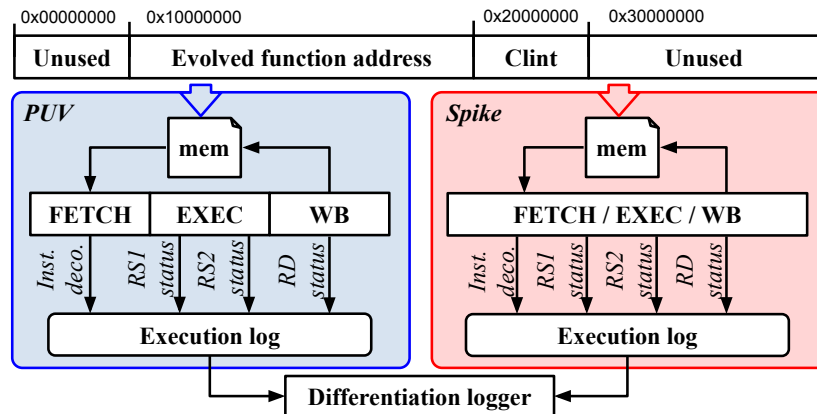 0x00000000 0x10000000 0x20000000 0x30000000
Unused Evolved function address Clint Unused
PUV Spike
mem mem
FETCH EXEC WB FETCH / EXEC / WB
Inst. deco. RS1 status RS2 status RD status Inst. deco. RS1 status RS2 status RD status
Execution log Execution log
Differentiation logger